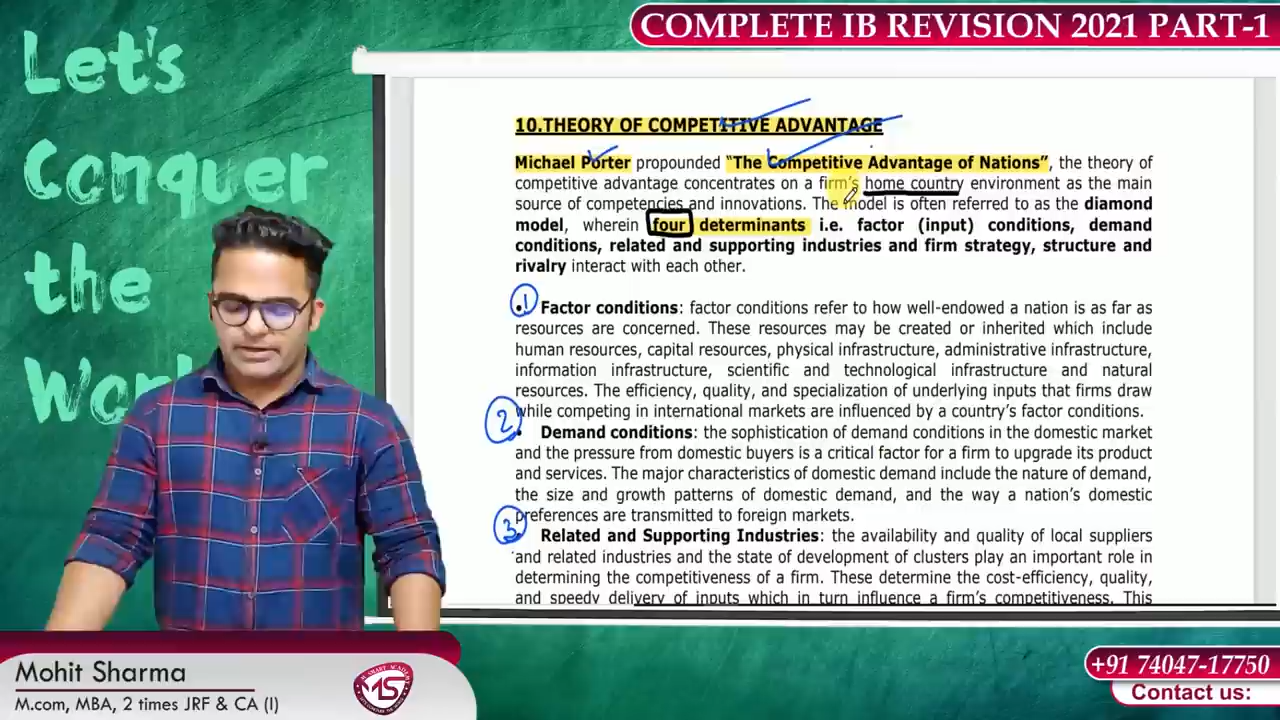 COMPLETE IB REVISION 2021 PART-1
Let's
Conquer
the
10.THEORY OF COMPETITIVE ADVANTAGE
Michael Porter propounded “The Competitive Advantage of Nations”, the theory of
competitive advantage concentrates on a firm's home country environment as the main
source of competencies and innovations. The model is often referred to as the diamond
model, wherein four determinants i.e. factor (input) conditions, demand
conditions, related and supporting industries and firm strategy, structure and
rivalry interact with each other.
1
• Factor conditions: factor conditions refer to how well-endowed a nation is as far as
resources are concerned. These resources may be created or inherited which include
human resources, capital resources, physical infrastructure, administrative infrastructure,
information infrastructure, scientific and technological infrastructure and natural
resources. The efficiency, quality, and specialization of underlying inputs that firms draw
while competing in international markets are influenced by a country's factor conditions.
2
• Demand conditions: the sophistication of demand conditions in the domestic market
and the pressure from domestic buyers is a critical factor for a firm to upgrade its product
and services. The major characteristics of domestic demand include the nature of demand,
the size and growth patterns of domestic demand, and the way a nation's domestic
preferences are transmitted to foreign markets.
3
• Related and Supporting Industries: the availability and quality of local suppliers
and related industries and the state of development of clusters play an important role in
determining the competitiveness of a firm. These determine the cost-efficiency, quality,
and speedy delivery of inputs which in turn influence a firm's competitiveness. This
Mohit Sharma
M.com, MBA, 2 times JRF & CA (I)
MS
+91 74047-17750
Contact us: